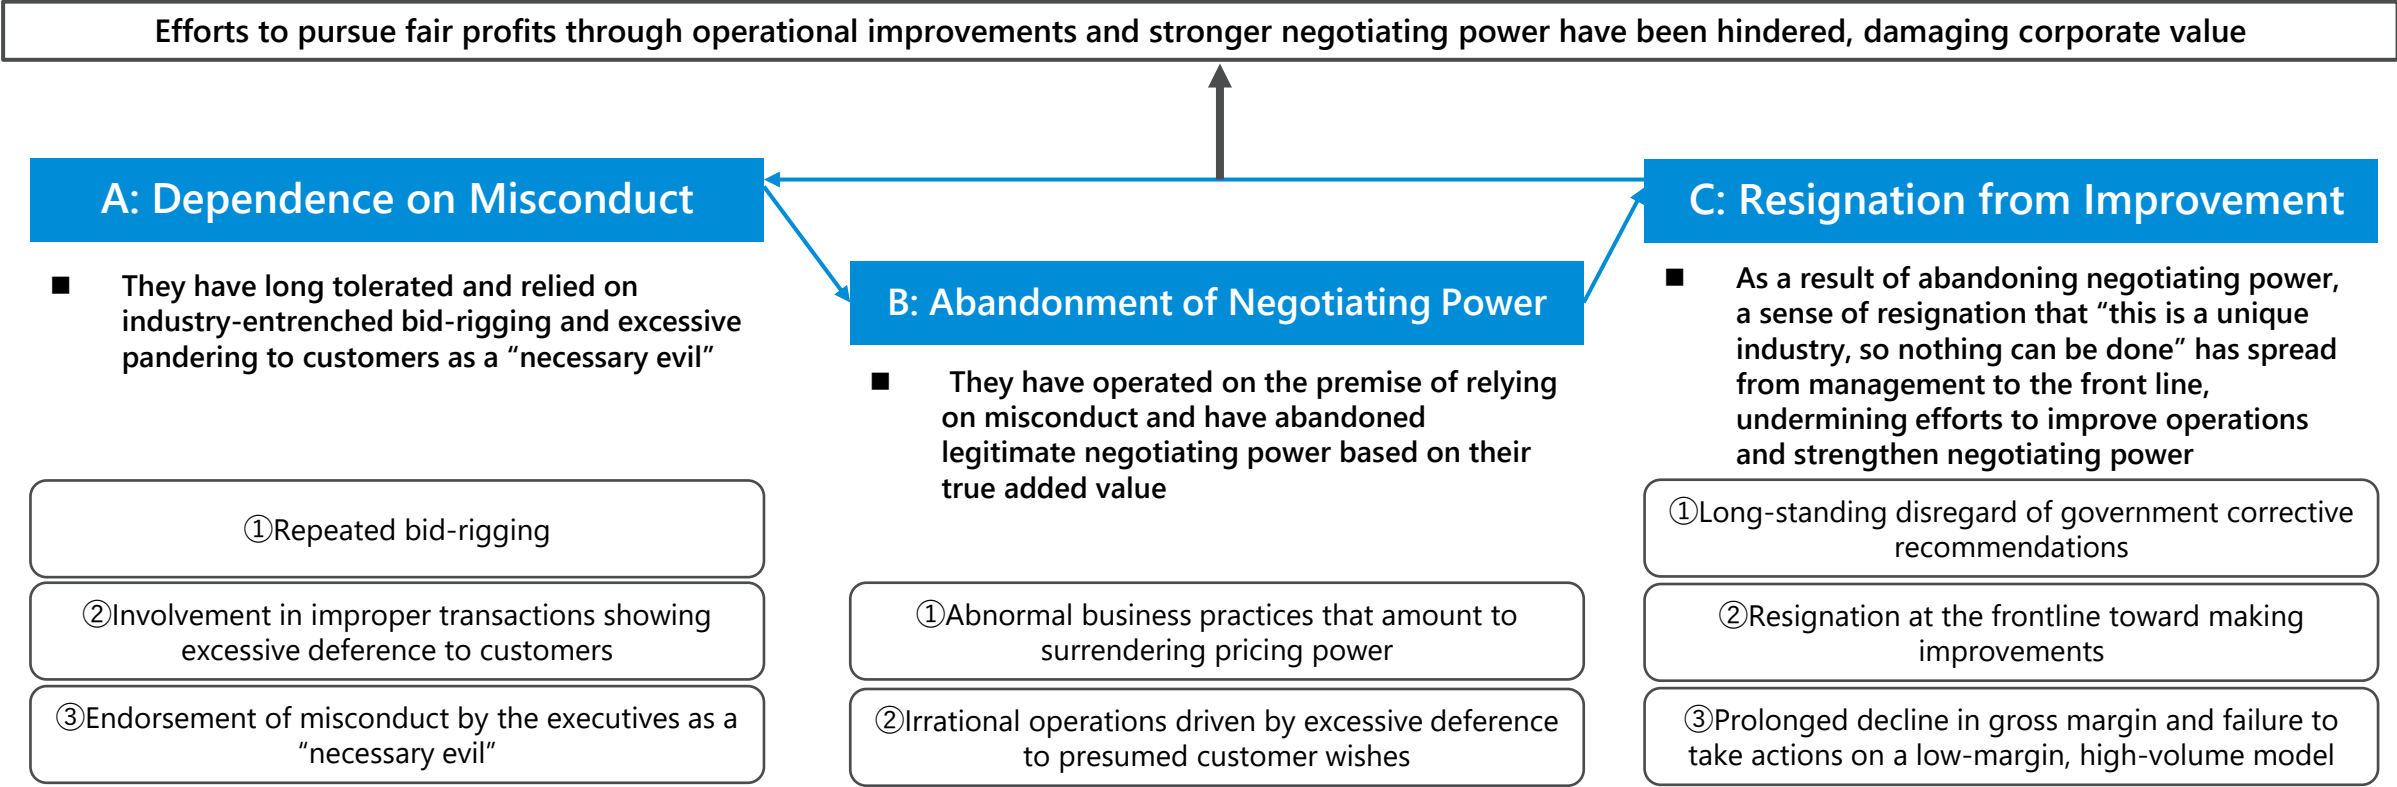 Efforts to pursue fair profits through operational improvements and stronger negotiating power have been hindered, damaging corporate value
A: Dependence on Misconduct
■ They have long tolerated and relied on
industry-entrenched bid-rigging and excessive
pandering to customers as a “necessary evil”
①Repeated bid-rigging
②Involvement in improper transactions showing
excessive deference to customers
③Endorsement of misconduct by the executives as a
“necessary evil”
B: Abandonment of Negotiating Power
■ They have operated on the premise of relying
on misconduct and have abandoned
legitimate negotiating power based on their
true added value
①Abnormal business practices that amount to
surrendering pricing power
②Irrational operations driven by excessive deference
to presumed customer wishes
C: Resignation from Improvement
■ As a result of abandoning negotiating power,
a sense of resignation that “this is a unique
industry, so nothing can be done” has spread
from management to the front line,
undermining efforts to improve operations
and strengthen negotiating power
①Long-standing disregard of government corrective
recommendations
②Resignation at the frontline toward making
improvements
③Prolonged decline in gross margin and failure to
take actions on a low-margin, high-volume model